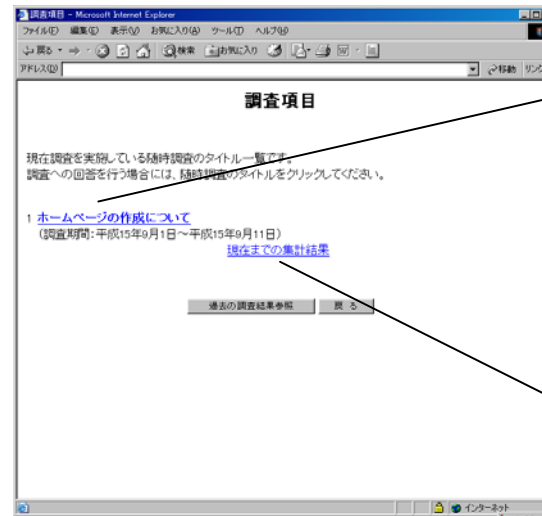 調査項目 - Microsoft Internet Explorer
ファイル(F) 編集(E) 表示(V) お気に入り(A) ツール(T) ヘルプ(H)
戻る 検索 お気に入り
アドレス(D) 移動 リンク
調査項目
現在調査を実施している随時調査のタイトル一覧です。
調査への回答を行う場合には、随時調査のタイトルをクリックしてください。
1 ホームページの作成について
(調査期間:平成15年9月1日～平成15年9月11日)
現在までの集計結果
過去の調査結果参照 戻る
インターネット